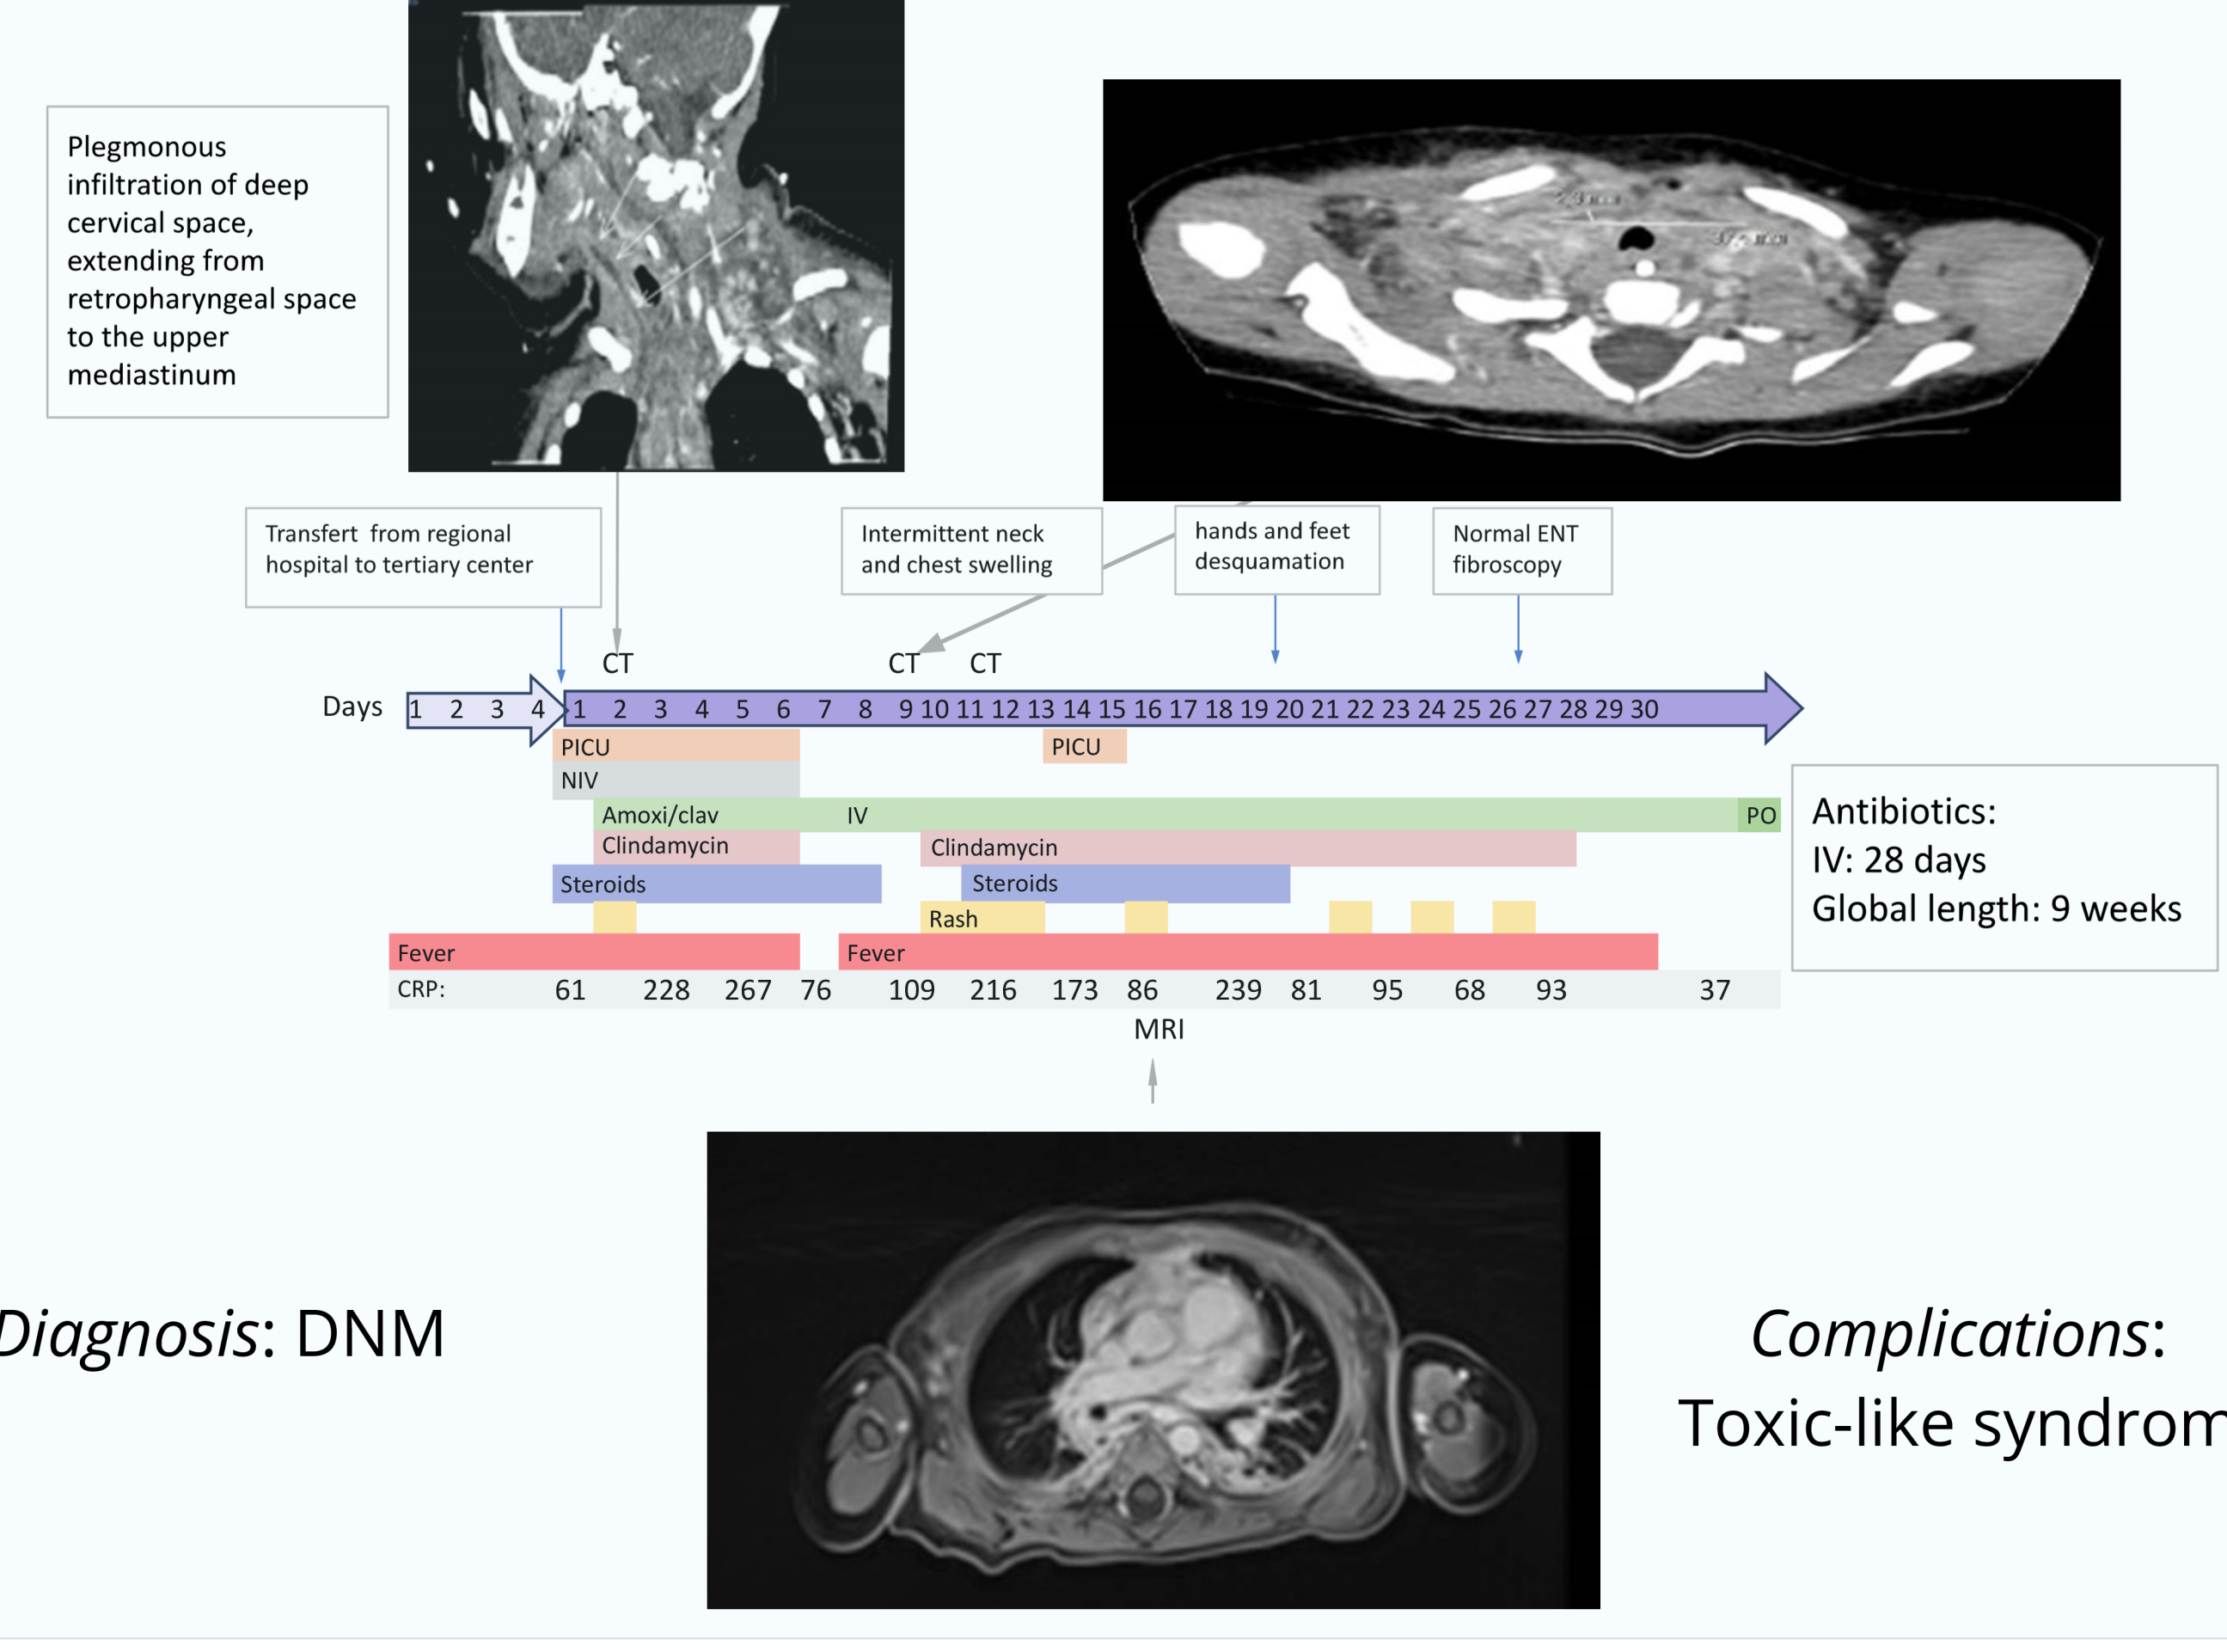 Plegmonous
infiltration of deep
cervical space,
extending from
retropharyngeal space
to the upper
mediastinum
Transfert from regional
hospital to tertiary center
Intermittent neck
and chest swelling
hands and feet
desquamation
Normal ENT
fibroscopy
CT CT CT
Days 1 2 3 4 1 2 3 4 5 6 7 8 9 10 11 12 13 14 15 16 17 18 19 20 21 22 23 24 25 26 27 28 29 30
PICU PICU
NIV
Amoxi/clav IV PO
Clindamycin Clindamycin
Steroids Steroids
Rash
Fever Fever
CRP: 61 228 267 76 109 216 173 86 239 81 95 68 93 37
MRI
Antibiotics:
IV: 28 days
Global length: 9 weeks
Diagnosis: DNM
Complications:
Toxic-like syndrom